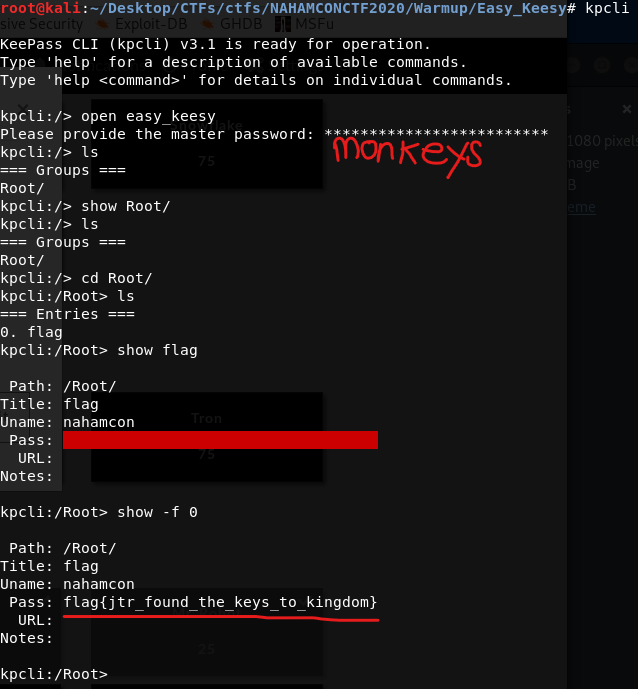 root@kali:~/Desktop/CTFs/ctfs/NAHAMCONCTF2020/Warmup/Easy_Keesy# kpcli
sive Security Exploit-DB GHDB MSFu
KeePass CLI (kpcli) v3.1 is ready for operation.
Type 'help' for a description of available commands.
Type 'help <command>' for details on individual commands.
kpcli:/> open easy_keesy
Please provide the master password: *************************
monkeys
1080 pixels
75
kpcli:/> ls
=== Groups ===
Root/
kpcli:/> show Root/
kpcli:/> ls
=== Groups ===
Root/
kpcli:/> cd Root/
kpcli:/Root> ls
=== Entries ===
0. flag
kpcli:/Root> show flag
Path: /Root/
Title: flag
Uname: nahamcon
Tron
Pass:
URL:
75
Notes:
kpcli:/Root> show -f 0
Path: /Root/
Title: flag
Uname: nahamcon
Pass: flag{jtr_found_the_keys_to_kingdom}
URL:
Notes:
25
kpcli:/Root>